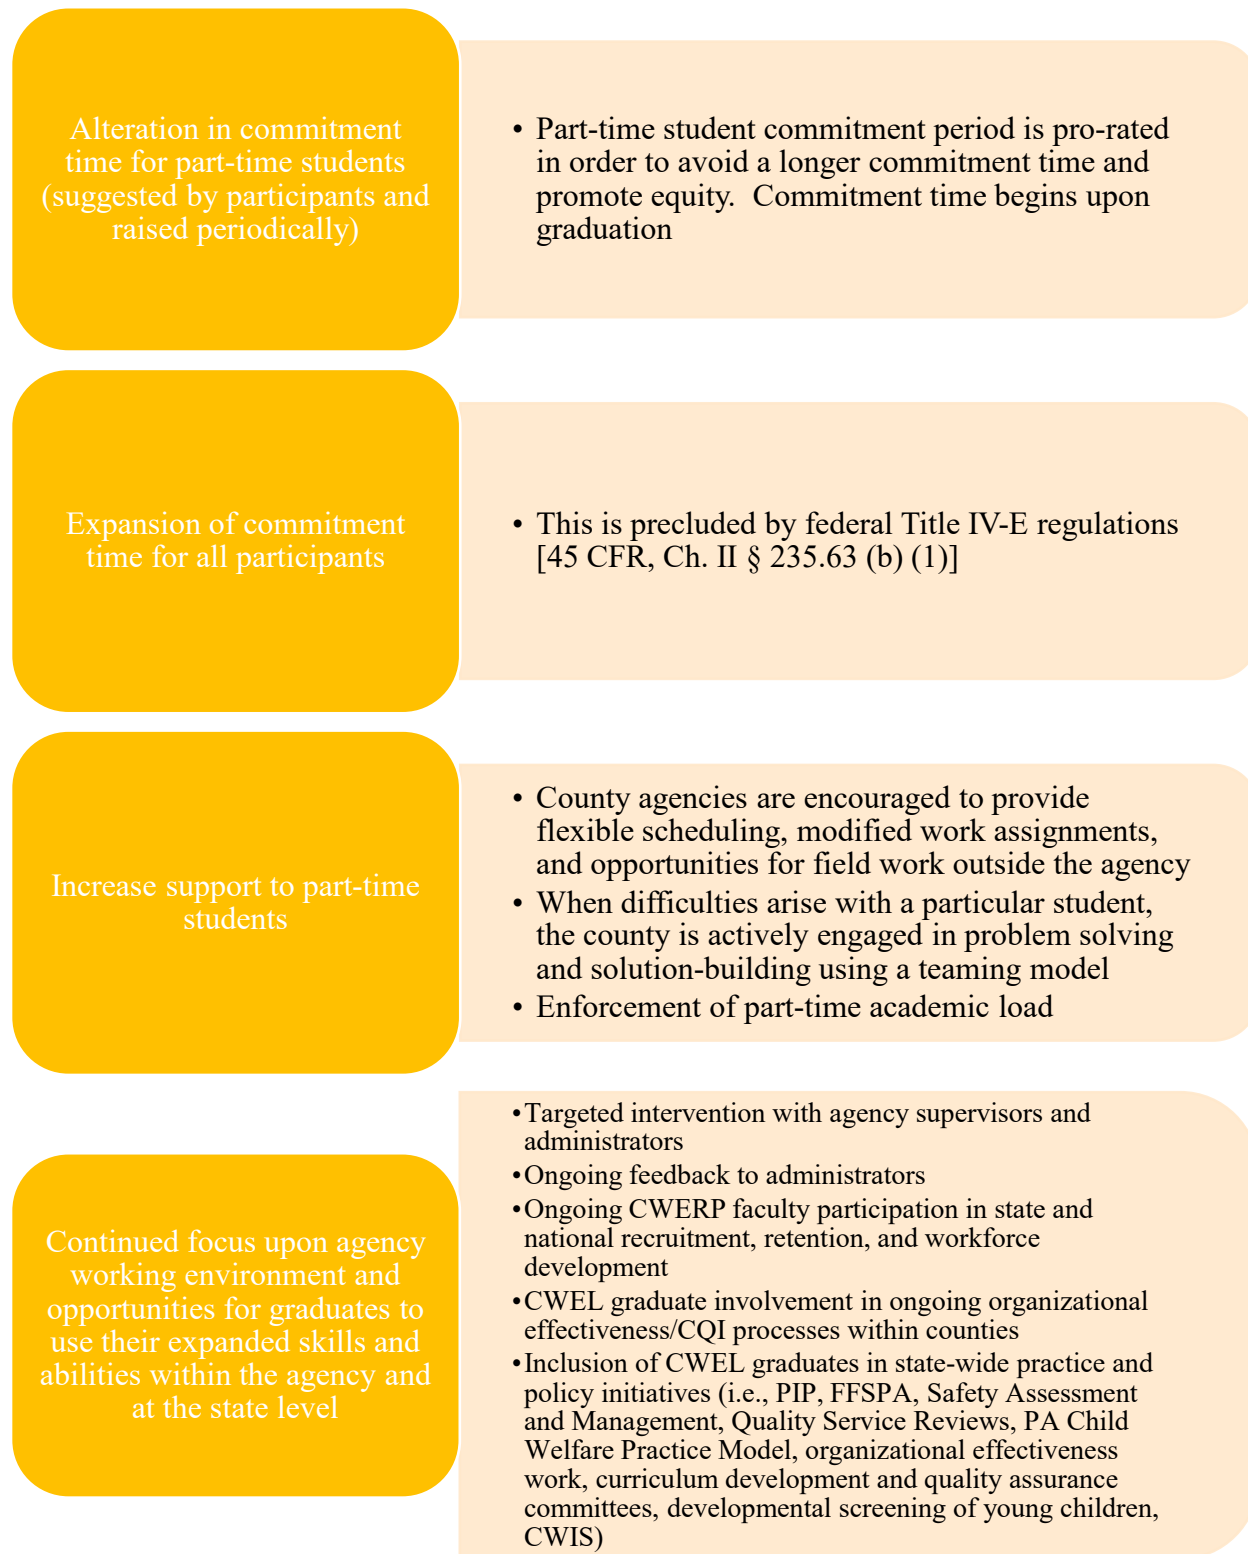 Alteration in commitment
time for part-time students
(suggested by participants and
raised periodically)
• Part-time student commitment period is pro-rated
in order to avoid a longer commitment time and
promote equity.  Commitment time begins upon
graduation
Expansion of commitment
time for all participants
• This is precluded by federal Title IV-E regulations
[45 CFR, Ch. II § 235.63 (b) (1)]
Increase support to part-time
students
• County agencies are encouraged to provide
flexible scheduling, modified work assignments,
and opportunities for field work outside the agency
• When difficulties arise with a particular student,
the county is actively engaged in problem solving
and solution-building using a teaming model
• Enforcement of part-time academic load
Continued focus upon agency
working environment and
opportunities for graduates to
use their expanded skills and
abilities within the agency and
at the state level
•Targeted intervention with agency supervisors and
administrators
•Ongoing feedback to administrators
•Ongoing CWERP faculty participation in state and
national recruitment, retention, and workforce
development
•CWEL graduate involvement in ongoing organizational
effectiveness/CQI processes within counties
•Inclusion of CWEL graduates in state-wide practice and
policy initiatives (i.e., PIP, FFSPA, Safety Assessment
and Management, Quality Service Reviews, PA Child
Welfare Practice Model, organizational effectiveness
work, curriculum development and quality assurance
committees, developmental screening of young children,
CWIS)